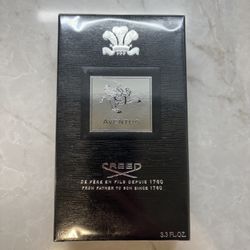 AVENTUS
CREED
DE PÈRE EN FILS DEPUIS 1760
FROM FATHER TO SON SINCE 1760
3.3 FL.OZ.